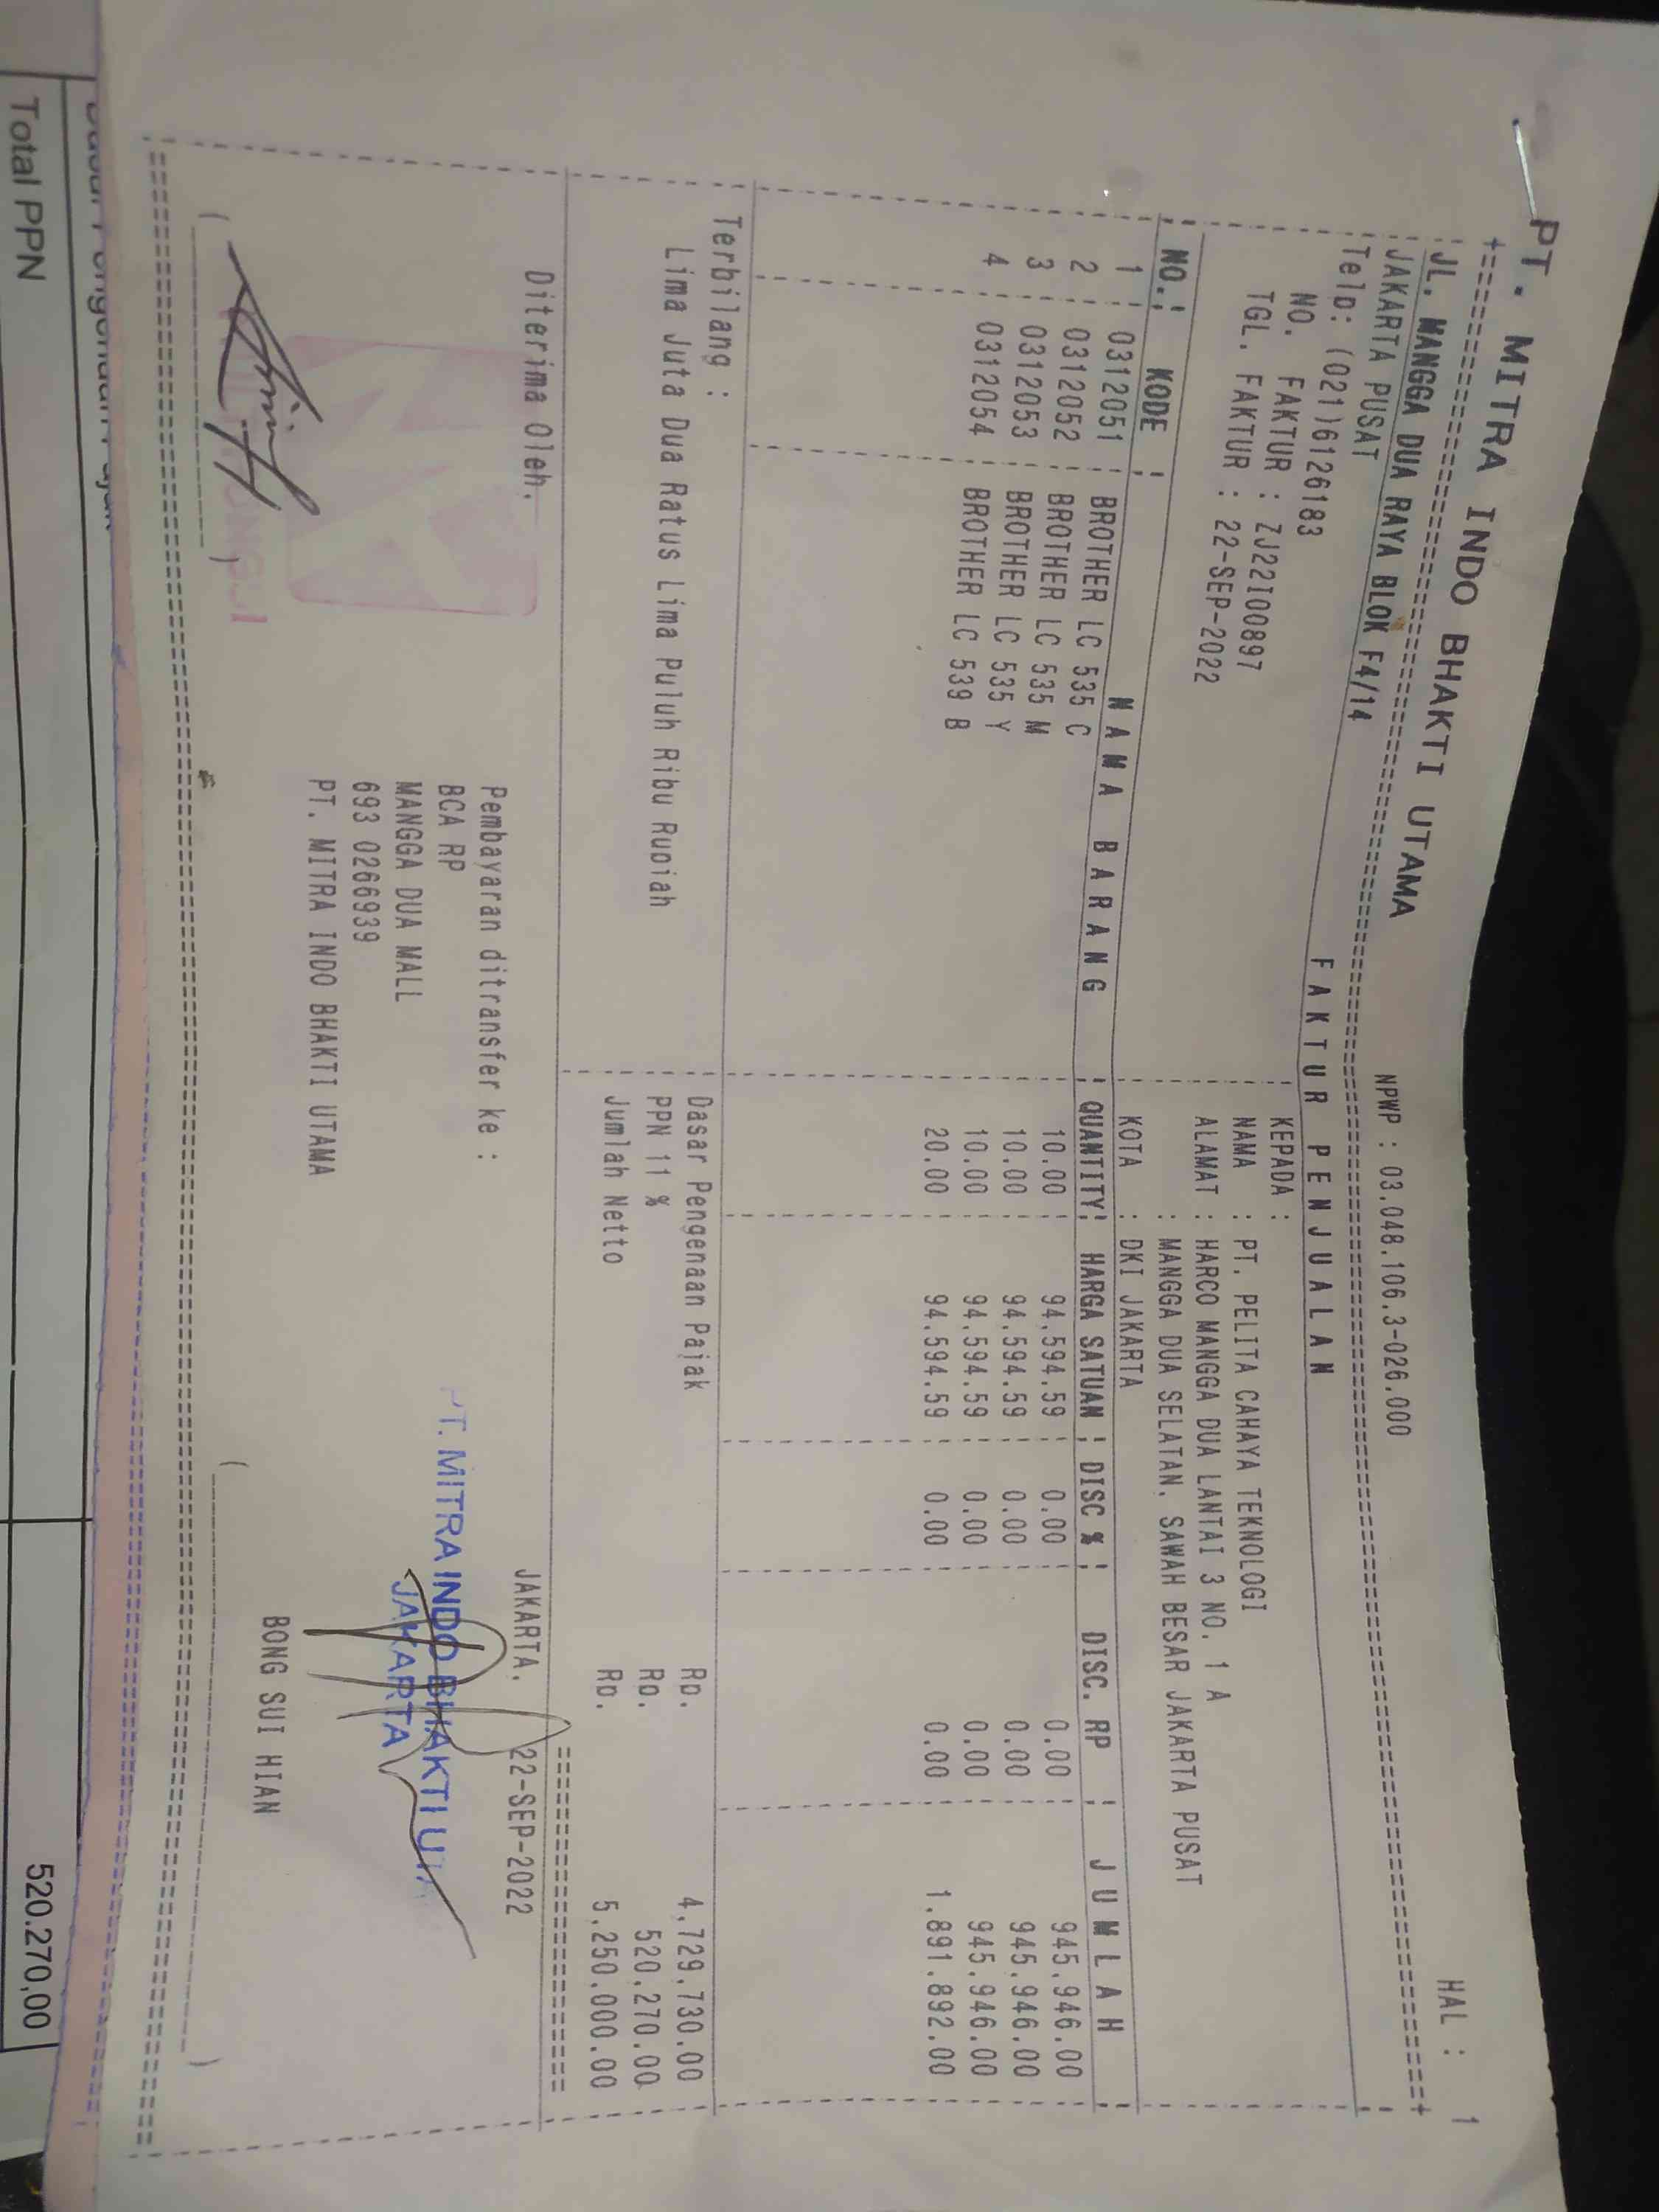 PT. MITRA INDO BHAKTI UTAMA NPWP : 03.048.106.3-026.000 HAL : 1
JL. MANGGA DUA RAYA BLOK F4/14
JAKARTA PUSAT
Telp: (021)6126183
FAKTUR PENJUALAN
NO. FAKTUR : ZJ22I00897
TGL. FAKTUR : 22-SEP-2022
KEPADA :
NAMA : PT. PELITA CAHAYA TEKNOLOGI
ALAMAT : HARCO MANGGA DUA LANTAI 3 NO. 1 A
: MANGGA DUA SELATAN, SAWAH BESAR JAKARTA PUSAT
KOTA : DKI JAKARTA
NO. KODE NAMA BARANG QUANTITY HARGA SATUAN DISC % DISC. RP JUMLAH
1 0312051 BROTHER LC 535 C 10.00 94.594.59 0.00 0.00 945.946.00
2 0312052 BROTHER LC 535 M 10.00 94.594.59 0.00 0.00 945.946.00
3 0312053 BROTHER LC 535 Y 10.00 94.594.59 0.00 0.00 945.946.00
4 0312054 BROTHER LC 539 B 20.00 94.594.59 0.00 0.00 1.891.892.00
Terbilang :
Lima Juta Dua Ratus Lima Puluh Ribu Rupiah
Dasar Pengenaan Pajak Rp. 4,729.730.00
PPN 11 % Rp. 520.270.00
Jumlah Netto Rp. 5,250.000.00
Diterima Oleh,
JAKARTA, 22-SEP-2022
Pembayaran ditransfer ke :
BCA RP
MANGGA DUA MALL
693 0266939
PT. MITRA INDO BHAKTI UTAMA
PT. MITRA INDO BHAKTI
JAKARTA
BONG SUI HIAN
Total PPN 520.270,00